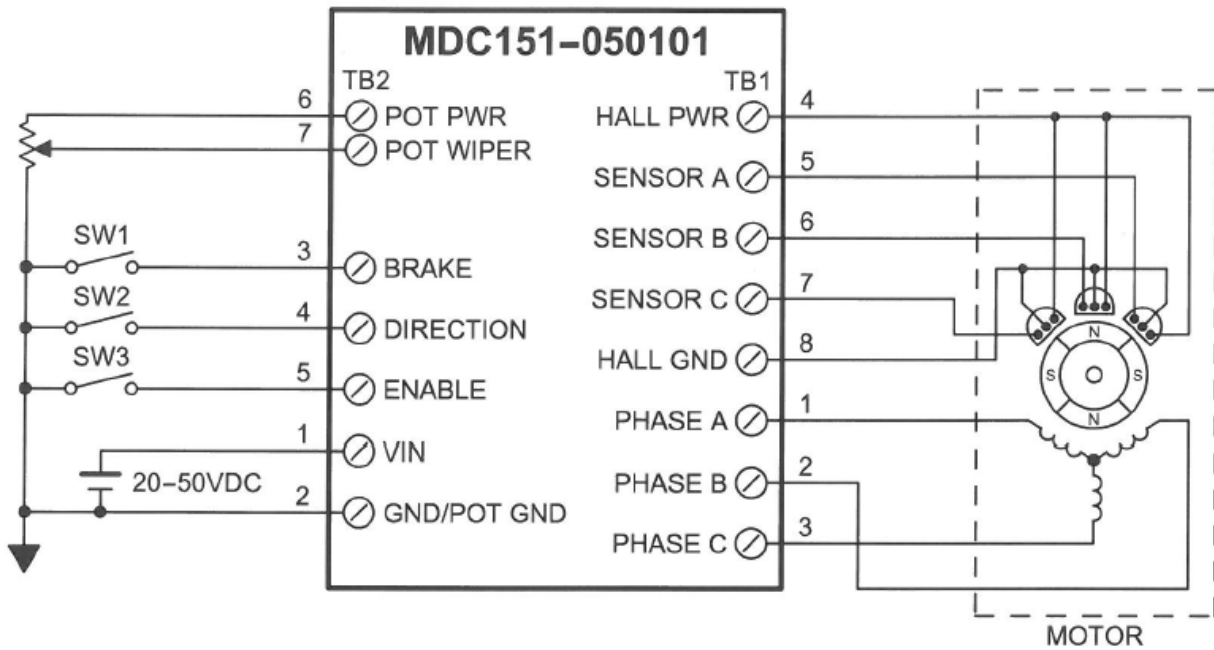 MDC151-050101
TB2
TB1
6
POT PWR
HALL PWR
4
7
POT WIPER
SENSOR A
5
SW1
3
BRAKE
SENSOR B
6
SW2
4
DIRECTION
SENSOR C
7
SW3
5
ENABLE
HALL GND
8
N
S
S
N
1
VIN
PHASE A
1
20-50VDC
2
GND/POT GND
PHASE B
2
PHASE C
3
MOTOR